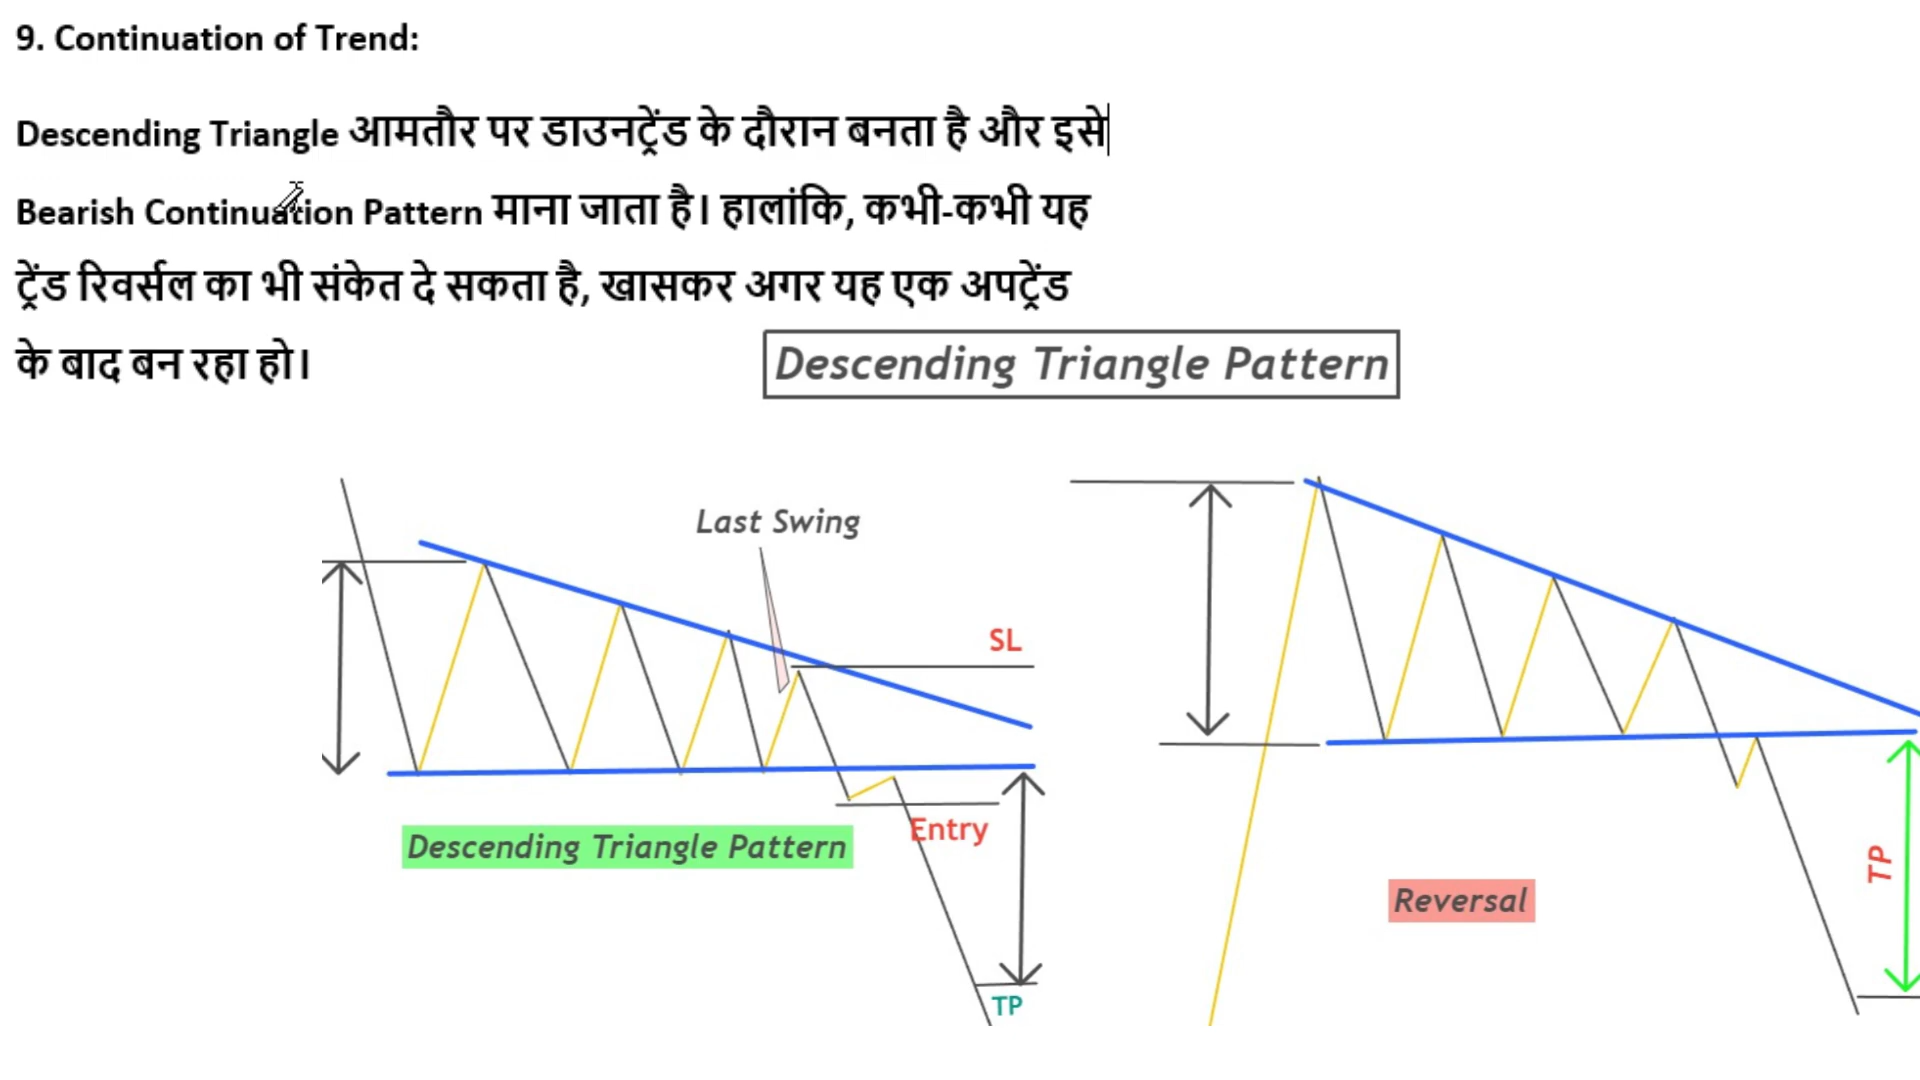 9. Continuation of Trend:
Descending Triangle आमतौर पर डाउनट्रेंड के दौरान बनता है और इसे
Bearish Continuation Pattern माना जाता है। हालांकि, कभी-कभी यह
ट्रेंड रिवर्सल का भी संकेत दे सकता है, खासकर अगर यह एक अपट्रेंड
के बाद बन रहा हो।
Descending Triangle Pattern
Last Swing
SL
Entry
Descending Triangle Pattern
TP
Reversal
TP